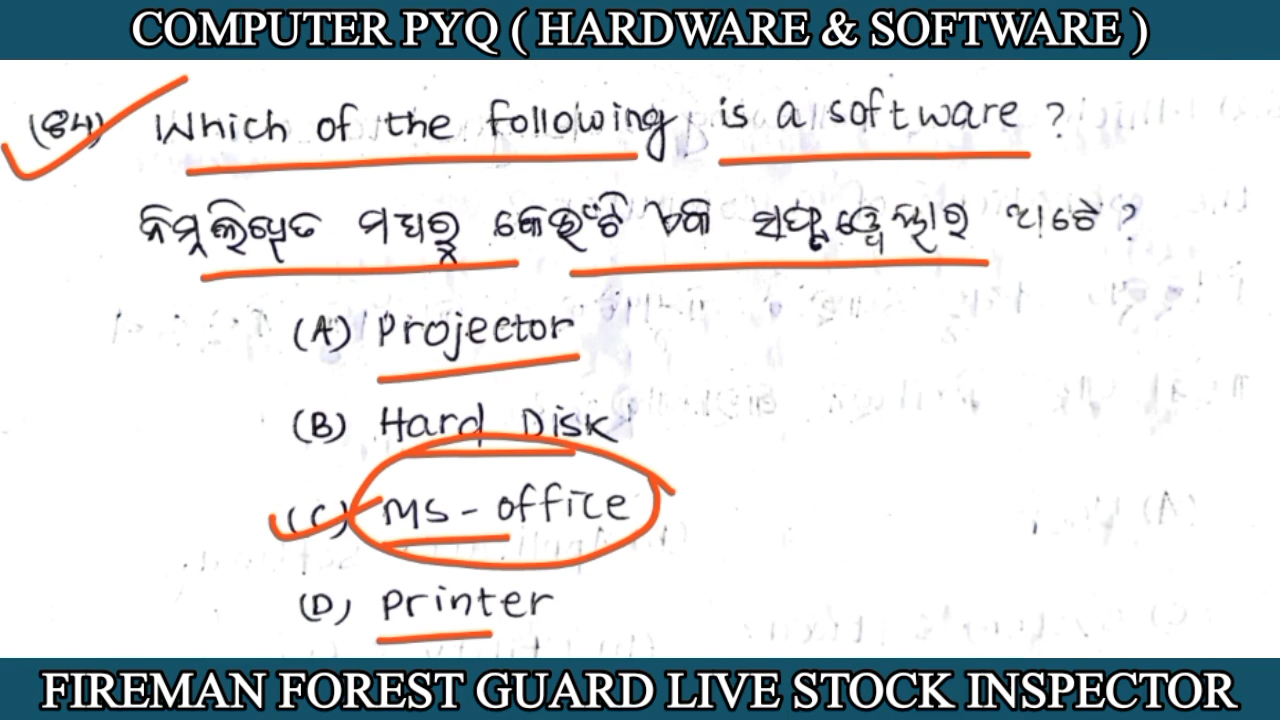 COMPUTER PYQ ( HARDWARE & SOFTWARE )
(୫୳) Which of the following is a software ?
ନିମ୍ନଲିଖିତ ମଧ୍ୟରୁ କେଉଁଟି ଏକ ସଫ୍ଟୱେୟାର ଅଟେ ?
(A) Projector
(B) Hard Disk
(C) MS - office
(D) Printer
FIREMAN FOREST GUARD LIVE STOCK INSPECTOR